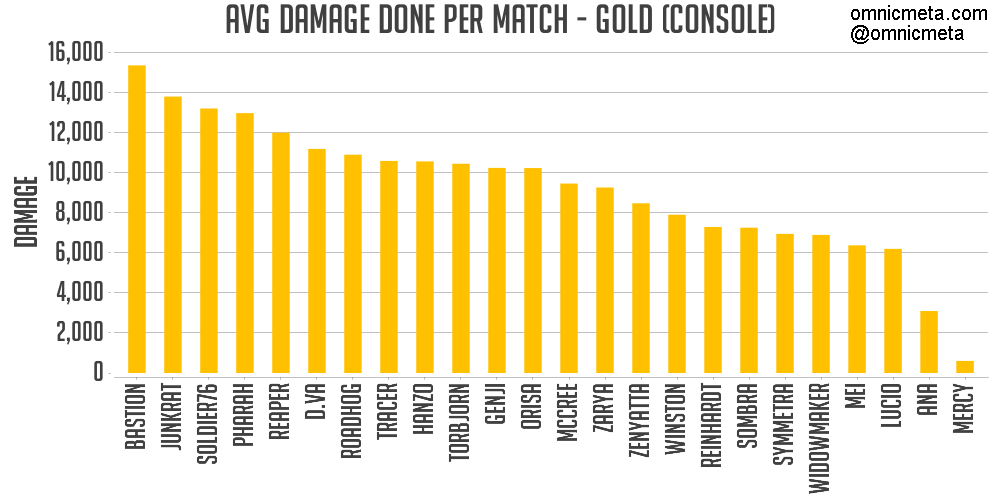 AVG DAMAGE DONE PER MATCH - GOLD (CONSOLE)
omnicmeta.com
@omnicmeta
DAMAGE
16,000
14,000
12,000
10,000
8,000
6,000
4,000
2,000
0
BASTION
JUNKRAT
SOLDIER76
PHARAH
REAPER
D.VA
ROADHOG
TRACER
HANZO
TORBJORN
GENJI
ORISA
MCCREE
ZARYA
ZENYATTA
WINSTON
REINHARDT
SOMBRA
SYMMETRA
WIDOWMAKER
MEI
LUCIO
ANA
MERCY